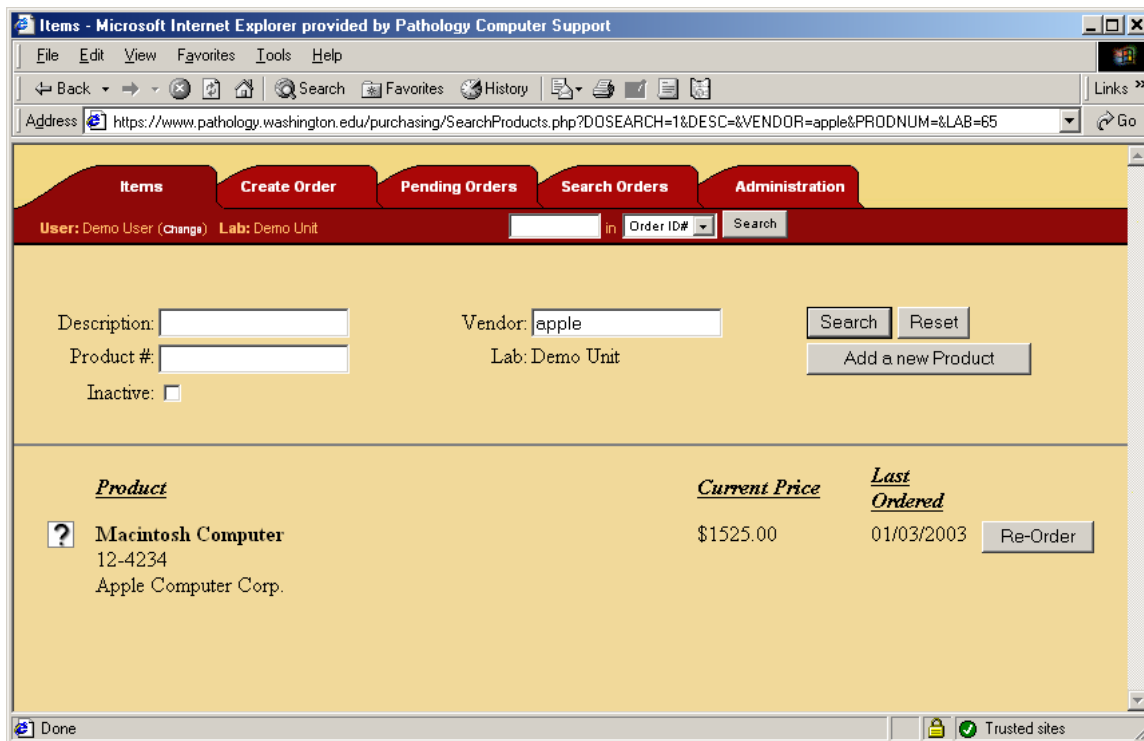 Items - Microsoft Internet Explorer provided by Pathology Computer Support
File Edit View Favorites Tools Help
Back Search Favorites History Links »
Address https://www.pathology.washington.edu/purchasing/SearchProducts.php?DOSEARCH=1&DESC=&VENDOR=apple&PRODNUM=&LAB=65 Go
Items Create Order Pending Orders Search Orders Administration
User: Demo User (Change) Lab: Demo Unit in Order ID# Search
Description: Vendor: apple Search Reset
Product #: Lab: Demo Unit Add a new Product
Inactive:
Product Current Price Last Ordered
? Macintosh Computer $1525.00 01/03/2003 Re-Order
12-4234
Apple Computer Corp.
Done Trusted sites